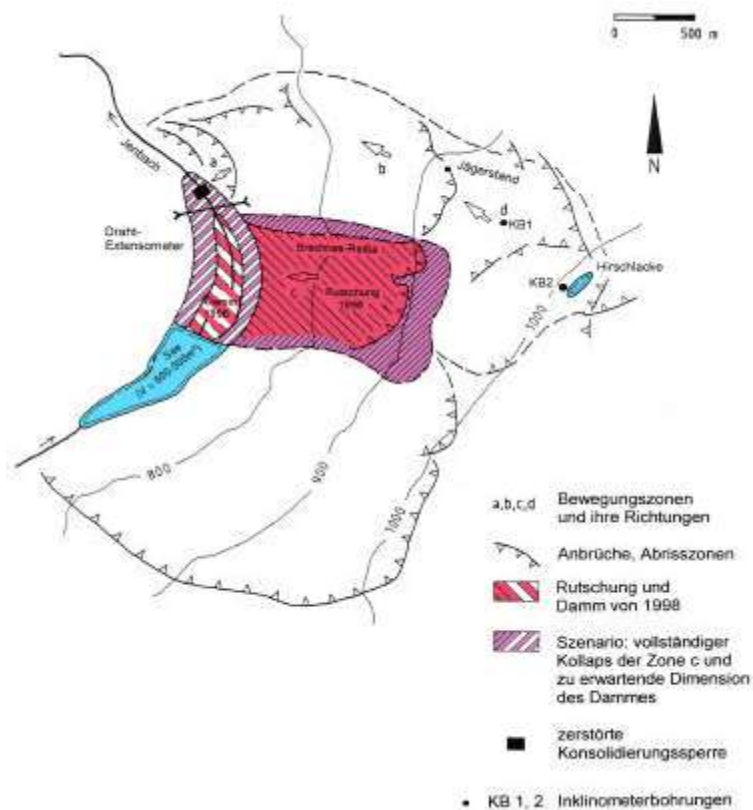 0 500 m
N
Jenbach
a
b
Jägerstand
d
KB1
Draht-
Extensometer
Hirschlacke
KB2
Rutschung
1998
Damm
1998
See
800
900
1000
1000
a,b,c,d Bewegungszonen
und ihre Richtungen
Anbrüche, Abrisszonen
Rutschung und
Damm von 1998
Szenario: vollständiger
Kollaps der Zone c und
zu erwartende Dimension
des Dammes
zerstörte
Konsolidierungssperre
KB 1, 2 Inklinometerbohrungen